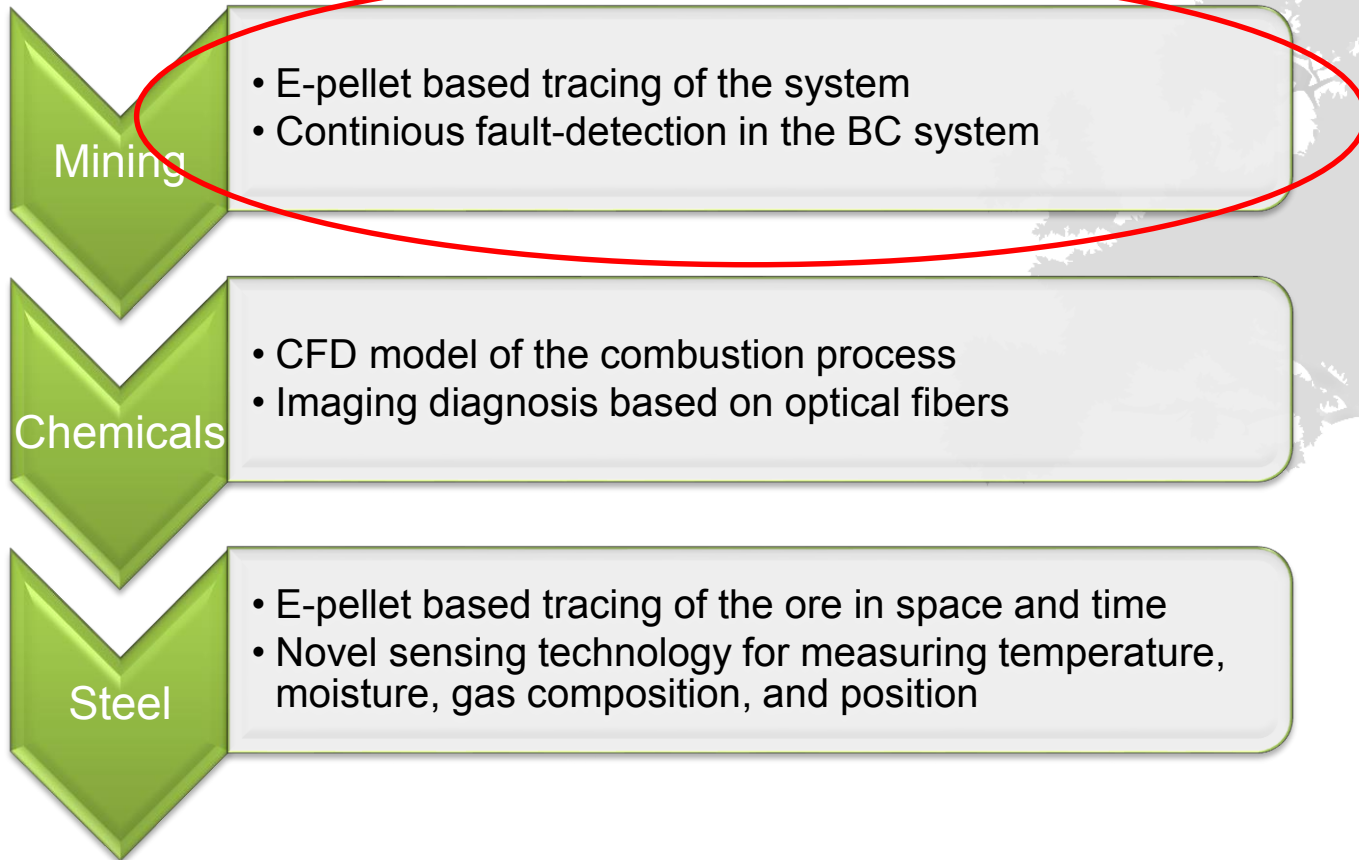 Mining
• E-pellet based tracing of the system
• Continious fault-detection in the BC system
Chemicals
• CFD model of the combustion process
• Imaging diagnosis based on optical fibers
Steel
• E-pellet based tracing of the ore in space and time
• Novel sensing technology for measuring temperature,
moisture, gas composition, and position